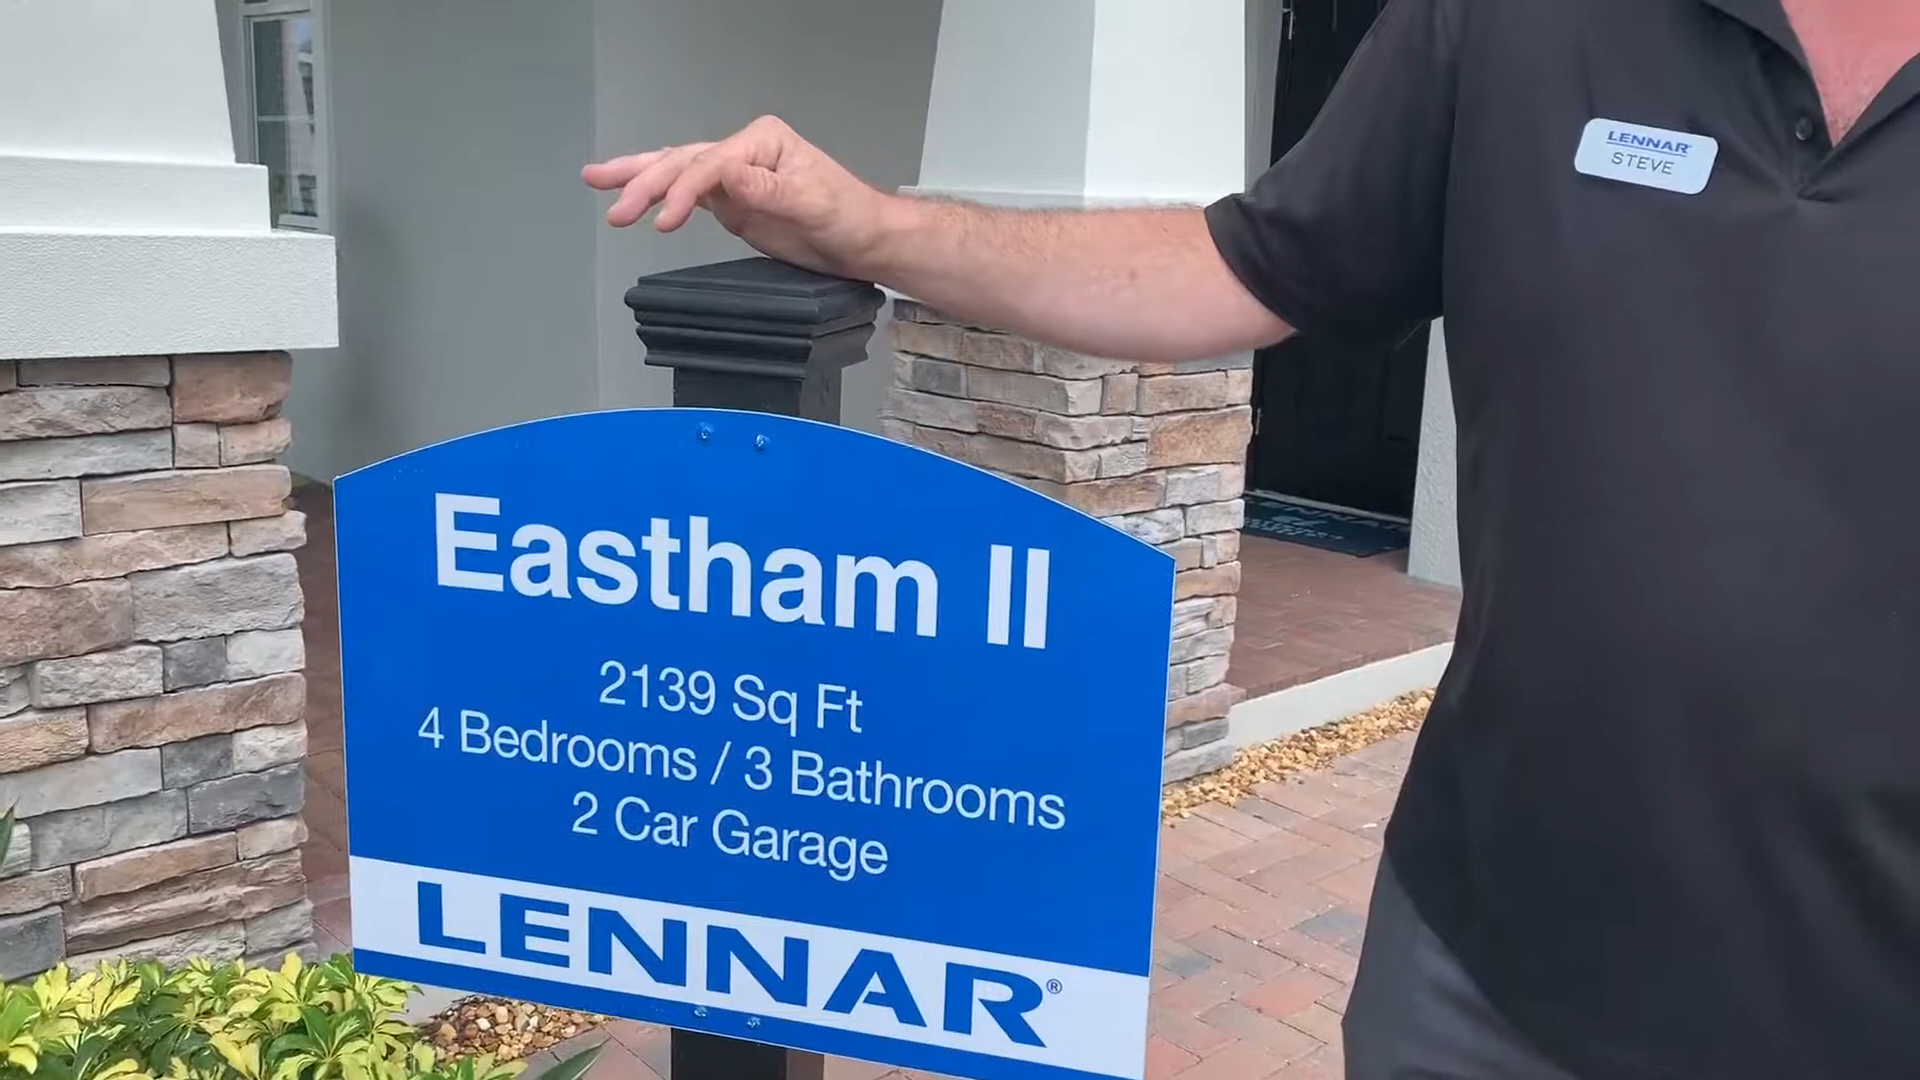 LENNAR
STEVE
Eastham II
2139 Sq Ft
4 Bedrooms / 3 Bathrooms
2 Car Garage
LENNAR®